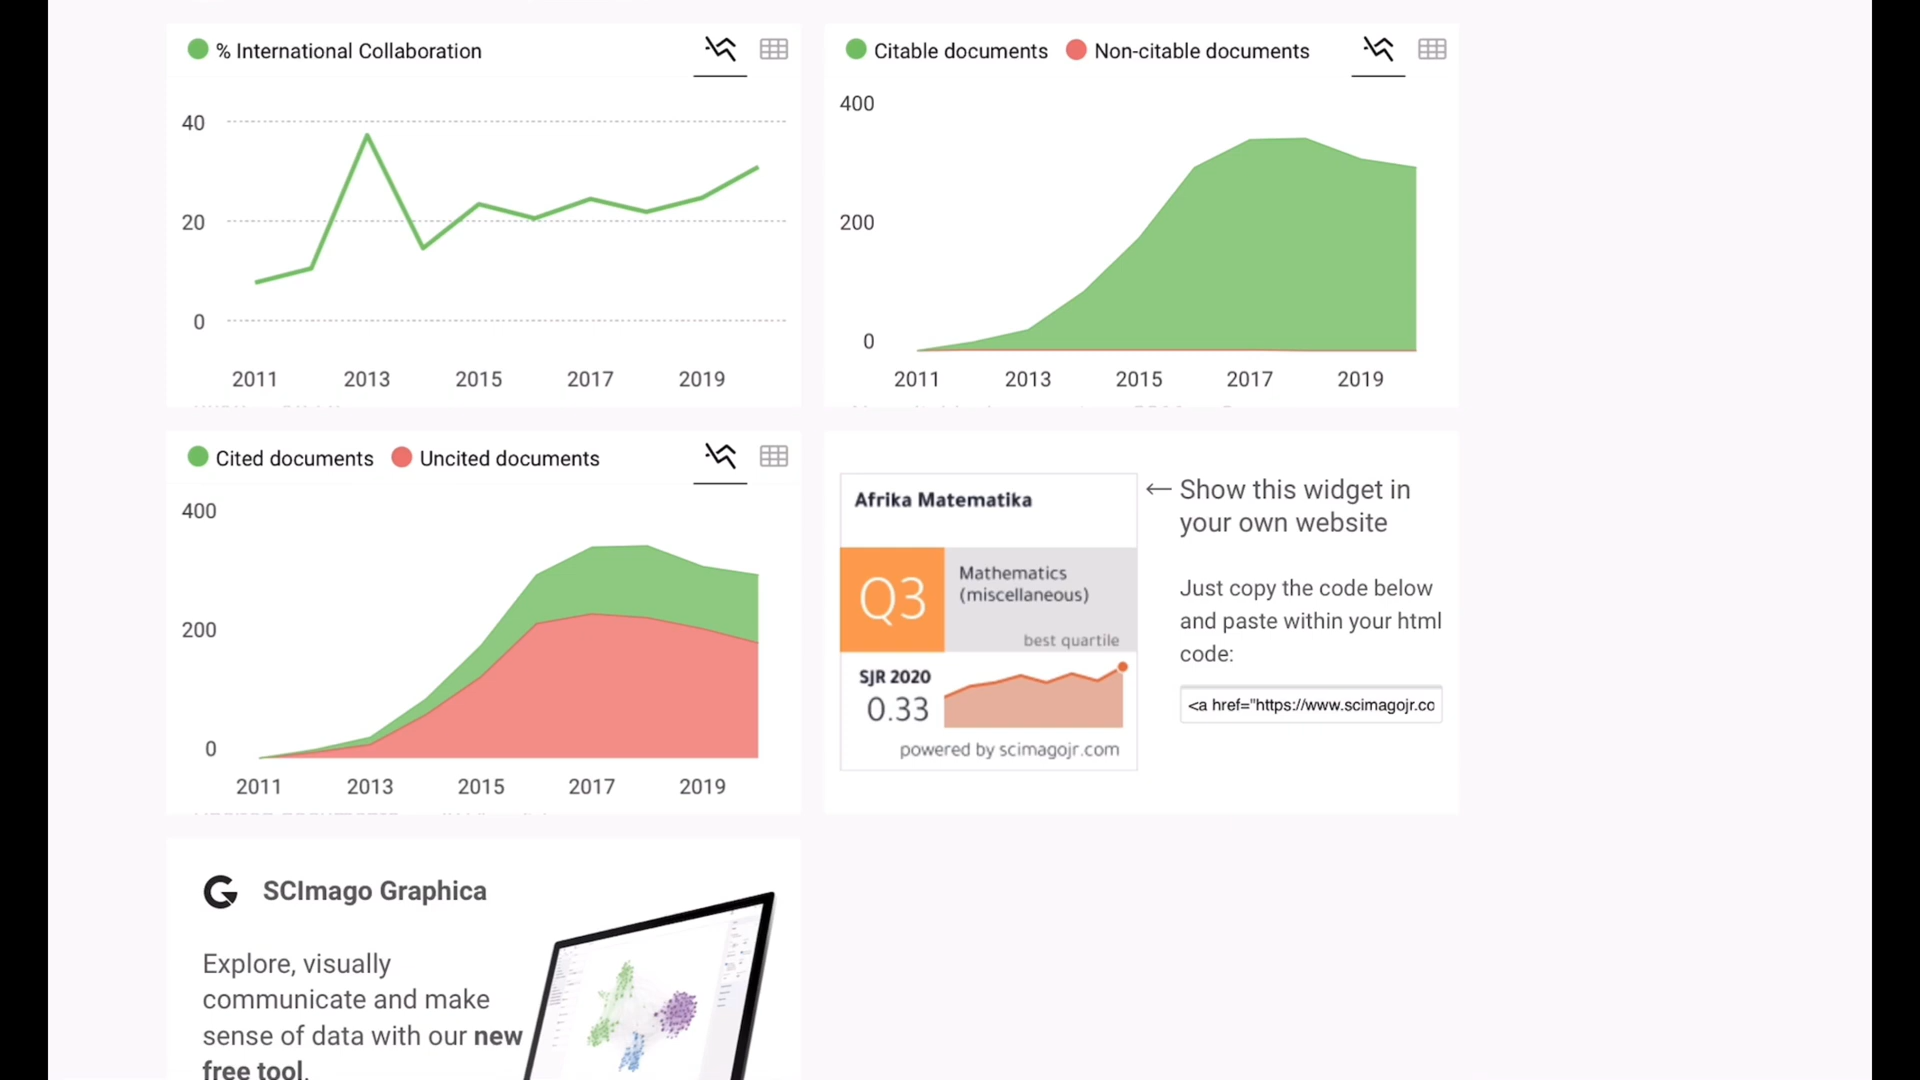 % International Collaboration
40
20
0
2011 2013 2015 2017 2019
Citable documents Non-citable documents
400
200
0
2011 2013 2015 2017 2019
Cited documents Uncited documents
400
200
0
2011 2013 2015 2017 2019
Afrika Matematika
Q3
Mathematics
(miscellaneous)
best quartile
SJR 2020
0.33
powered by scimagojr.com
← Show this widget in
your own website
Just copy the code below
and paste within your html
code:
<a href="https://www.scimagojr.co
SCImago Graphica
Explore, visually
communicate and make
sense of data with our new
free tool.